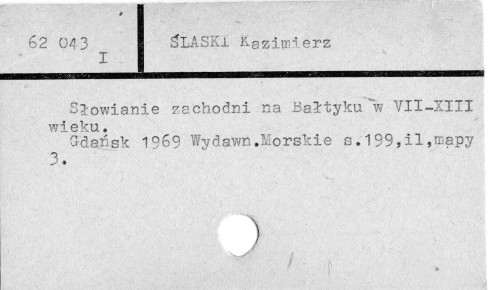 62 043
I
ŚLASKI Kazimierz
Słowianie zachodni na Bałtyku w VII-XIII
wieku.
Gdańsk 1969 Wydawn.Morskie s.199,il,mapy
3.